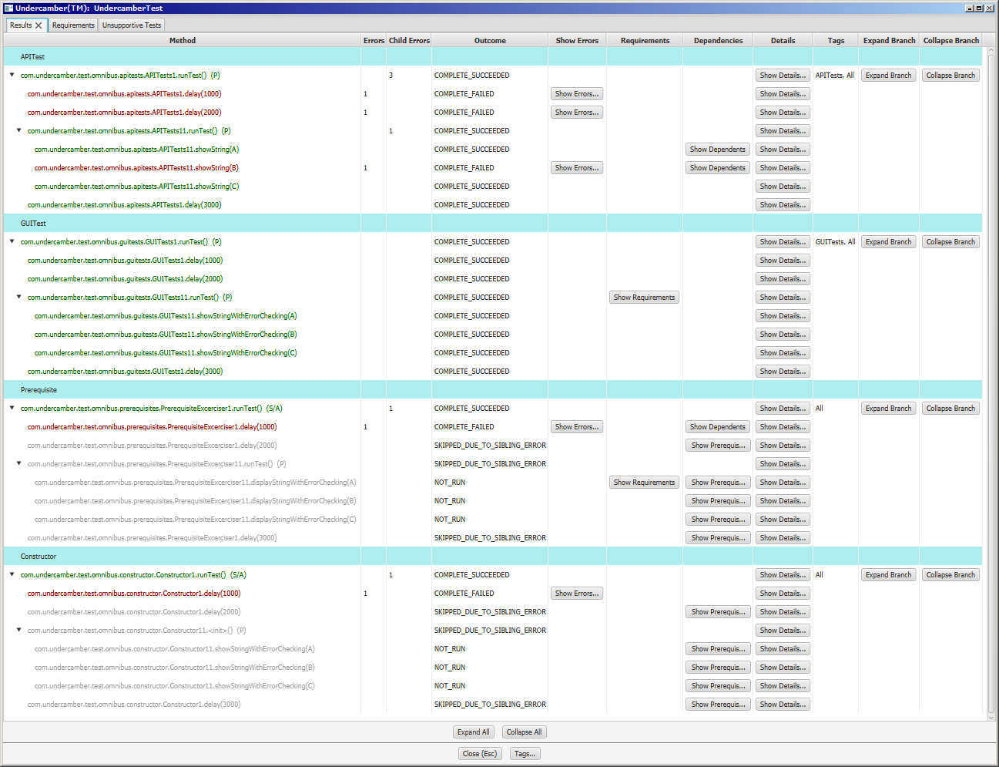 Undercamber(TM):  UndercamberTest
Results Requirements Unsupportive Tests
Method Errors Child Errors Outcome Show Errors Requirements Dependencies Details Tags Expand Branch Collapse Branch
APITest
com.undercamber.test.omnibus.apitests.APITests1.runTest()  (P) 3 COMPLETE_SUCCEEDED Show Details... APITests, All Expand Branch Collapse Branch
com.undercamber.test.omnibus.apitests.APITests1.delay(1000) 1 COMPLETE_FAILED Show Errors... Show Details...
com.undercamber.test.omnibus.apitests.APITests1.delay(2000) 1 COMPLETE_FAILED Show Errors... Show Details...
com.undercamber.test.omnibus.apitests.APITests11.runTest()  (P) 1 COMPLETE_SUCCEEDED Show Details...
com.undercamber.test.omnibus.apitests.APITests11.showString(A) COMPLETE_SUCCEEDED Show Dependents Show Details...
com.undercamber.test.omnibus.apitests.APITests11.showString(B) 1 COMPLETE_FAILED Show Errors... Show Dependents Show Details...
com.undercamber.test.omnibus.apitests.APITests11.showString(C) COMPLETE_SUCCEEDED Show Details...
com.undercamber.test.omnibus.apitests.APITests1.delay(3000) COMPLETE_SUCCEEDED Show Details...
GUITest
com.undercamber.test.omnibus.guitests.GUITests1.runTest()  (P) COMPLETE_SUCCEEDED Show Details... GUITests, All Expand Branch Collapse Branch
com.undercamber.test.omnibus.guitests.GUITests1.delay(1000) COMPLETE_SUCCEEDED Show Details...
com.undercamber.test.omnibus.guitests.GUITests1.delay(2000) COMPLETE_SUCCEEDED Show Details...
com.undercamber.test.omnibus.guitests.GUITests11.runTest()  (P) COMPLETE_SUCCEEDED Show Requirements Show Details...
com.undercamber.test.omnibus.guitests.GUITests11.showStringWithErrorChecking(A) COMPLETE_SUCCEEDED Show Details...
com.undercamber.test.omnibus.guitests.GUITests11.showStringWithErrorChecking(B) COMPLETE_SUCCEEDED Show Details...
com.undercamber.test.omnibus.guitests.GUITests11.showStringWithErrorChecking(C) COMPLETE_SUCCEEDED Show Details...
com.undercamber.test.omnibus.guitests.GUITests1.delay(3000) COMPLETE_SUCCEEDED Show Details...
Prerequisite
com.undercamber.test.omnibus.prerequisites.PrerequisiteExcerciser1.runTest()  (S/A) 1 COMPLETE_SUCCEEDED Show Details... All Expand Branch Collapse Branch
com.undercamber.test.omnibus.prerequisites.PrerequisiteExcerciser1.delay(1000) 1 COMPLETE_FAILED Show Errors... Show Dependents Show Details...
com.undercamber.test.omnibus.prerequisites.PrerequisiteExcerciser1.delay(2000) SKIPPED_DUE_TO_SIBLING_ERROR Show Prerequis... Show Details...
com.undercamber.test.omnibus.prerequisites.PrerequisiteExcerciser11.runTest()  (P) SKIPPED_DUE_TO_SIBLING_ERROR Show Details...
com.undercamber.test.omnibus.prerequisites.PrerequisiteExcerciser11.displayStringWithErrorChecking(A) NOT_RUN Show Requirements Show Prerequis... Show Details...
com.undercamber.test.omnibus.prerequisites.PrerequisiteExcerciser11.displayStringWithErrorChecking(B) NOT_RUN Show Prerequis... Show Details...
com.undercamber.test.omnibus.prerequisites.PrerequisiteExcerciser11.displayStringWithErrorChecking(C) NOT_RUN Show Prerequis... Show Details...
com.undercamber.test.omnibus.prerequisites.PrerequisiteExcerciser1.delay(3000) SKIPPED_DUE_TO_SIBLING_ERROR Show Prerequis... Show Details...
Constructor
com.undercamber.test.omnibus.constructor.Constructor1.runTest()  (S/A) 1 COMPLETE_SUCCEEDED Show Details... All Expand Branch Collapse Branch
com.undercamber.test.omnibus.constructor.Constructor1.delay(1000) 1 COMPLETE_FAILED Show Errors... Show Details...
com.undercamber.test.omnibus.constructor.Constructor1.delay(2000) SKIPPED_DUE_TO_SIBLING_ERROR Show Prerequis... Show Details...
com.undercamber.test.omnibus.constructor.Constructor11.<init>()  (P) SKIPPED_DUE_TO_SIBLING_ERROR Show Details...
com.undercamber.test.omnibus.constructor.Constructor11.showStringWithErrorChecking(A) NOT_RUN Show Prerequis... Show Details...
com.undercamber.test.omnibus.constructor.Constructor11.showStringWithErrorChecking(B) NOT_RUN Show Prerequis... Show Details...
com.undercamber.test.omnibus.constructor.Constructor11.showStringWithErrorChecking(C) NOT_RUN Show Prerequis... Show Details...
com.undercamber.test.omnibus.constructor.Constructor1.delay(3000) SKIPPED_DUE_TO_SIBLING_ERROR Show Prerequis... Show Details...
Expand All Collapse All
Close (Esc) Tags...